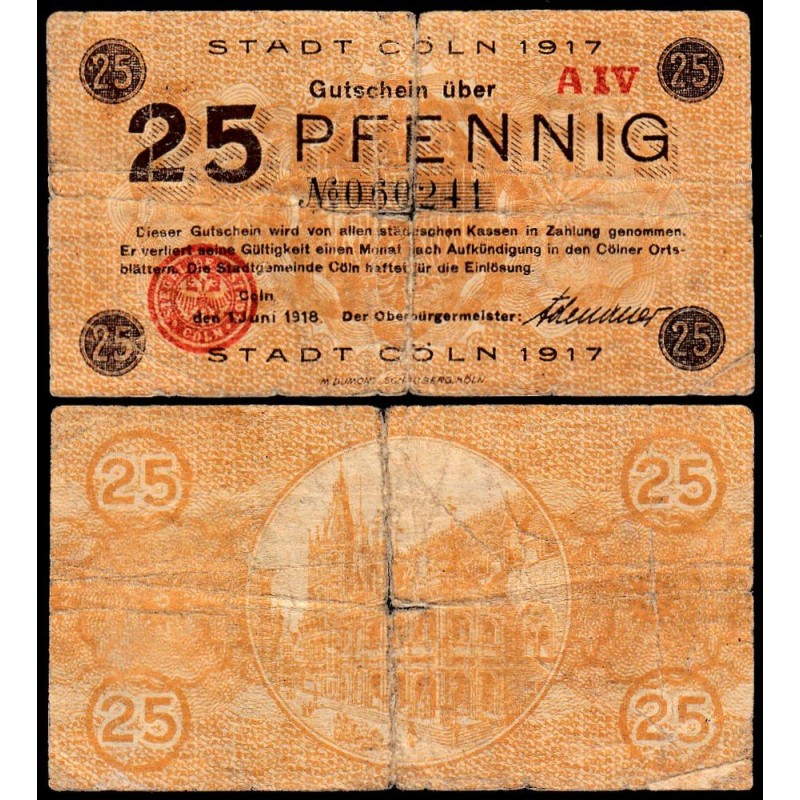 25 STADT CÖLN 1917 25
Gutschein über A IV
25 PFENNIG
№ 060241
Dieser Gutschein wird von allen städtischen Kassen in Zahlung genommen.
Er verliert seine Gültigkeit einen Monat nach Aufkündigung in den Cölner Orts-
blättern. Die Stadtgemeinde Cöln haftet für die Einlösung.
Cöln
den 1. Juni 1918. Der Oberbürgermeister: Adenauer
25 STADT CÖLN 1917 25
M. DUMONT SCHAUBERG, KÖLN
25 25
25 25